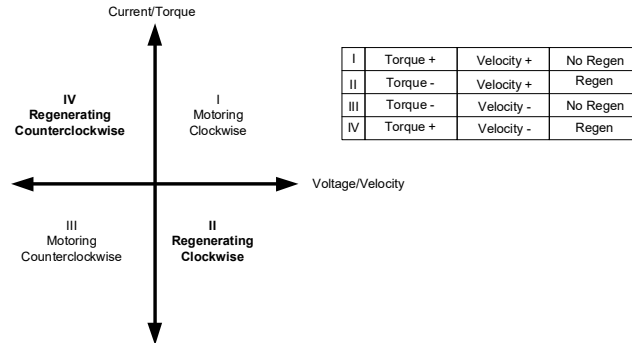 Current/Torque
IV
Regenerating
Counterclockwise
I
Motoring
Clockwise
Voltage/Velocity
III
Motoring
Counterclockwise
II
Regenerating
Clockwise
I Torque + Velocity + No Regen
II Torque - Velocity + Regen
III Torque - Velocity - No Regen
IV Torque + Velocity - Regen